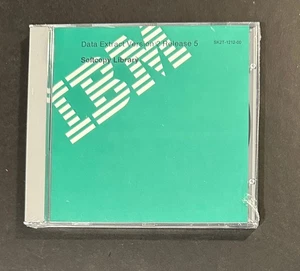 Data Extract Version 2 Release 5
Softcopy Library
IBM